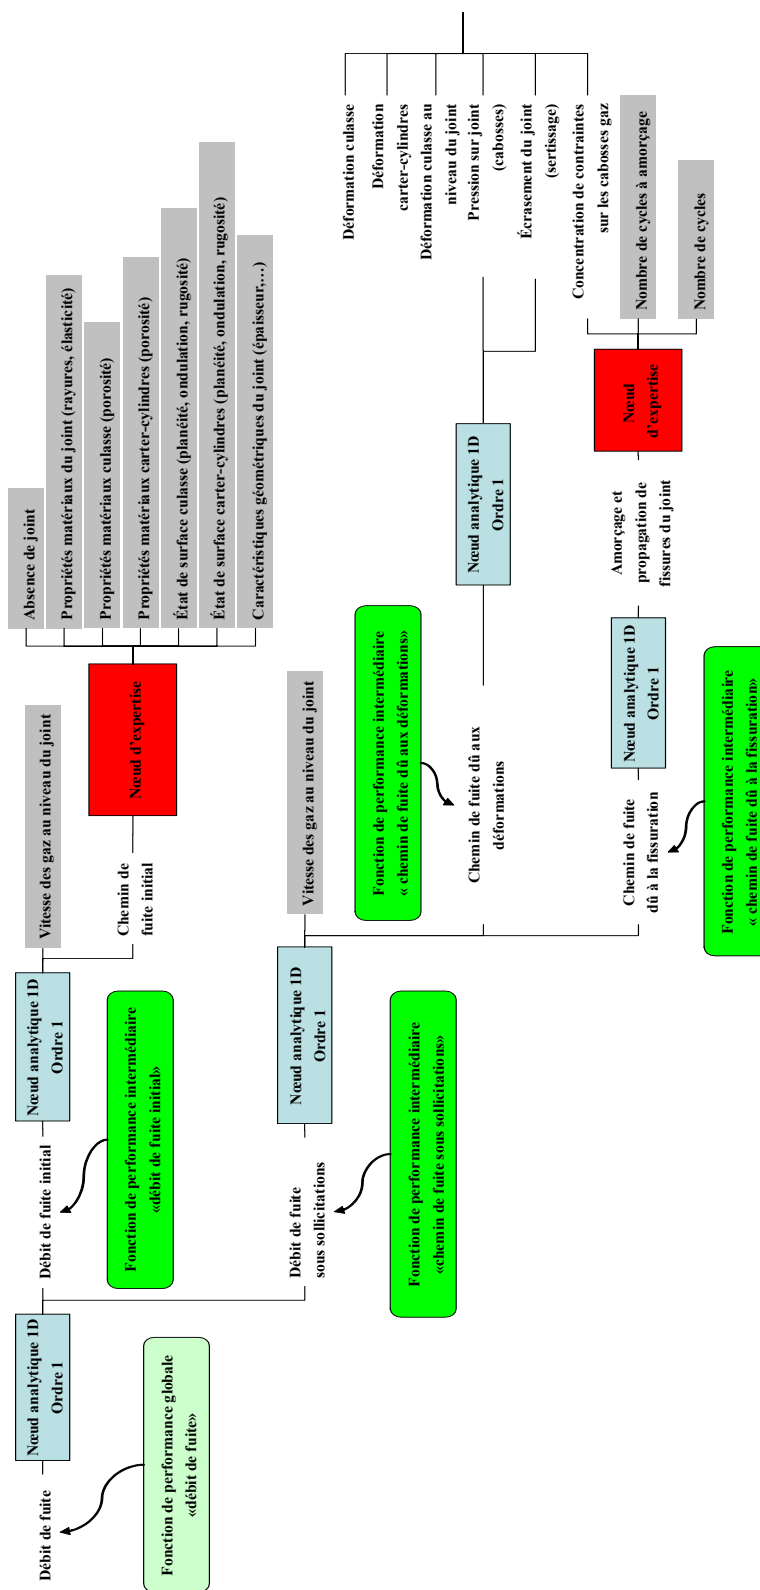 Débit de fuite
Fonction de performance globale
«débit de fuite»
Nœud analytique 1D
Ordre 1
Débit de fuite initial
Fonction de performance intermédiaire
«débit de fuite initial»
Nœud analytique 1D
Ordre 1
Vitesse des gaz au niveau du joint
Chemin de
fuite initial
Nœud d'expertise
Absence de joint
Propriétés matériaux du joint (rayures, élasticité)
Propriétés matériaux culasse (porosité)
Propriétés matériaux carter-cylindres (porosité)
État de surface culasse (planéité, ondulation, rugosité)
État de surface carter-cylindres (planéité, ondulation, rugosité)
Caractéristiques géométriques du joint (épaisseur,…)
Débit de fuite
sous sollicitations
Fonction de performance intermédiaire
«chemin de fuite sous sollicitations»
Nœud analytique 1D
Ordre 1
Vitesse des gaz au niveau du joint
Fonction de performance intermédiaire
« chemin de fuite dû aux déformations»
Chemin de fuite dû aux
déformations
Nœud analytique 1D
Ordre 1
Déformation culasse
Déformation
carter-cylindres
Déformation culasse au
niveau du joint
Pression sur joint
(cabosses)
Écrasement du joint
(sertissage)
Concentration de contraintes
sur les cabosses gaz
Chemin de fuite
dû à la fissuration
Fonction de performance intermédiaire
« chemin de fuite dû à la fissuration»
Nœud analytique 1D
Ordre 1
Amorçage et
propagation de
fissures du joint
Nœud
d'expertise
Nombre de cycles à amorçage
Nombre de cycles